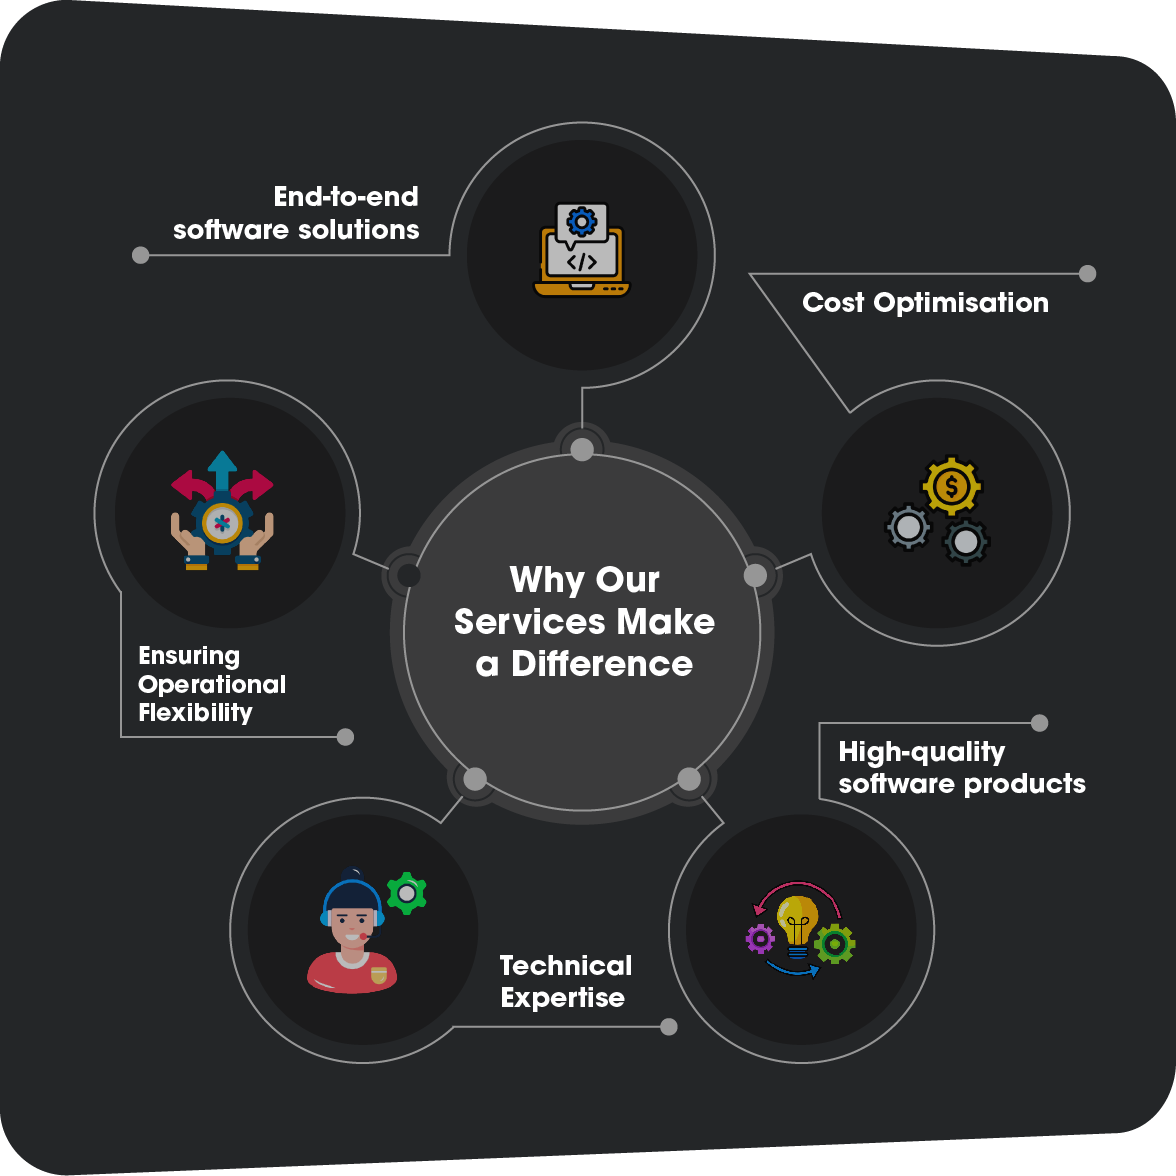 End-to-end
software solutions
Cost Optimisation
Why Our
Services Make
a Difference
Ensuring
Operational
Flexibility
High-quality
software products
Technical
Expertise